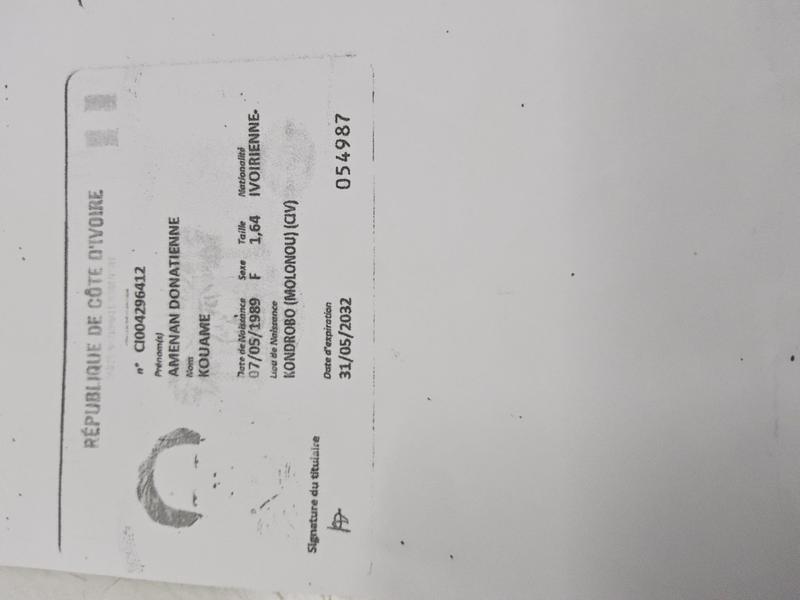 RÉPUBLIQUE DE CÔTE D'IVOIRE
n° CI004296412
Prénom(s)
AMENAN DONATIENNE
Nom
KOUAME
Date de Naissance Sexe Taille Nationalité
07/05/1989 F 1,64 IVOIRIENNE
Lieu de Naissance
KONDROBO (MOLONOU) (CIV)
Date d'expiration
31/05/2032 054987
Signature du titulaire